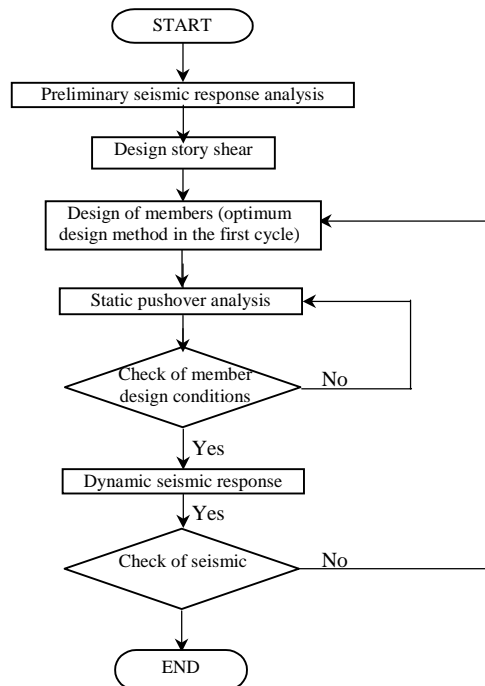 START
Preliminary seismic response analysis
Design story shear
Design of members (optimum
design method in the first cycle)
Static pushover analysis
Check of member
design conditions
No
Yes
Dynamic seismic response
Yes
Check of seismic
No
END